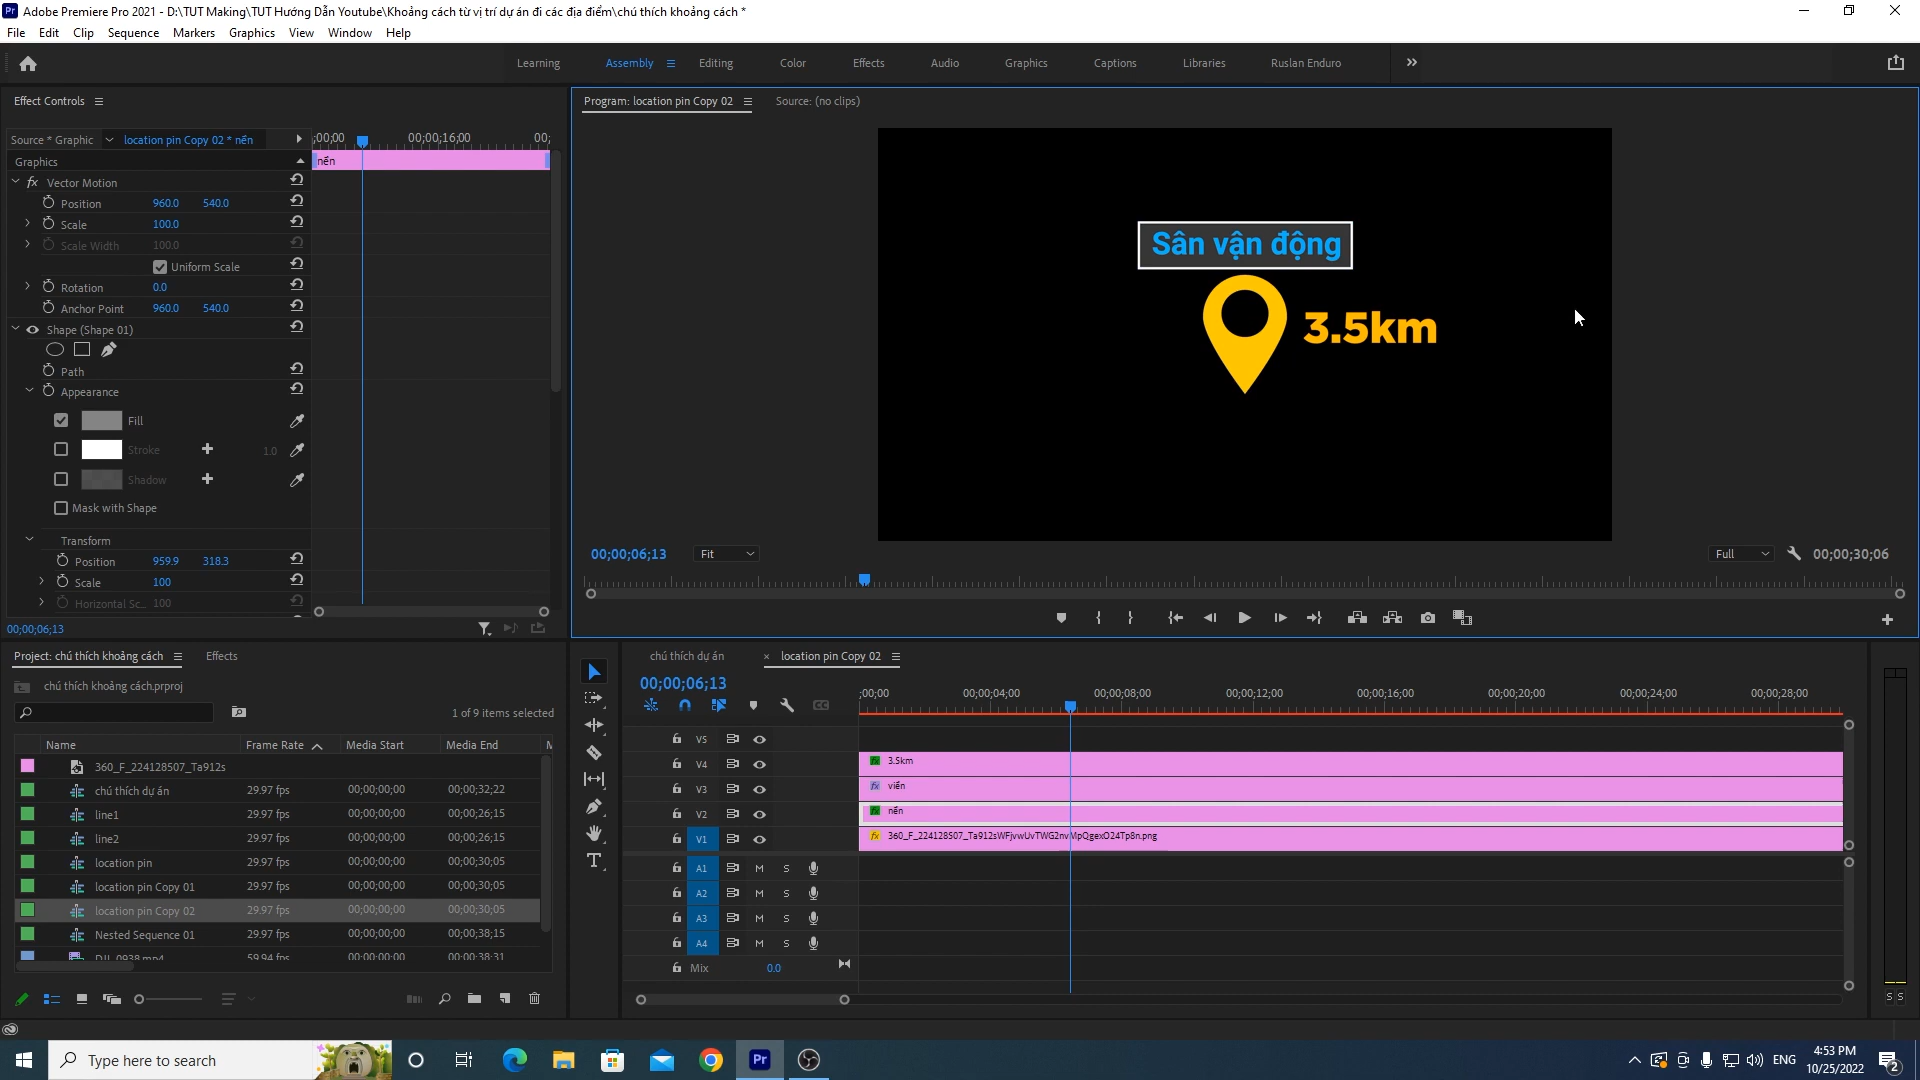 Adobe Premiere Pro 2021 - D:\TUT Making\TUT Hướng Dẫn Youtube\Khoảng cách từ vị trí dự án đi các địa điểm\chú thích khoảng cách *
File Edit Clip Sequence Markers Graphics View Window Help
Learning Assembly Editing Color Effects Audio Graphics Captions Libraries Ruslan Enduro
Effect Controls
Program: location pin Copy 02 Source: (no clips)
Source * Graphic location pin Copy 02 * nền ;00;00 00;00;16;00 00;
Graphics nền
Vector Motion
Position 960.0 540.0
Scale 100.0
Scale Width 100.0
Uniform Scale
Rotation 0.0
Anchor Point 960.0 540.0
Shape (Shape 01)
Path
Appearance
Fill
Stroke 1.0
Shadow
Mask with Shape
Transform
Position 959.9 318.3
Scale 100
Horizontal Sc... 100
00;00;06;13
Sân vận động
3.5km
00;00;06;13 Fit Full 00;00;30;06
Project: chú thích khoảng cách Effects
chú thích khoảng cách.prproj
1 of 9 items selected
Name Frame Rate Media Start Media End
360_F_224128507_Ta912s
chú thích dự án 29.97 fps 00;00;00;00 00;00;32;22
line1 29.97 fps 00;00;00;00 00;00;26;15
line2 29.97 fps 00;00;00;00 00;00;26;15
location pin 29.97 fps 00;00;00;00 00;00;30;05
location pin Copy 01 29.97 fps 00;00;00;00 00;00;30;05
location pin Copy 02 29.97 fps 00;00;00;00 00;00;30;05
Nested Sequence 01 29.97 fps 00;00;00;00 00;00;38;15
DJI_0938.mp4 59.94 fps 00;00;00;00 00;00;38;31
chú thích dự án location pin Copy 02
00;00;06;13
;00;00 00;00;04;00 00;00;08;00 00;00;12;00 00;00;16;00 00;00;20;00 00;00;24;00 00;00;28;00
V5
V4 3.5km
V3 viền
V2 nền
V1 360_F_224128507_Ta912sWFjvwUvTWG2nvMpQgexO24Tp8n.png
A1 M S
A2 M S
A3 M S
A4 M S
Mix 0.0
S S
Type here to search
Pr
ENG
4:53 PM
10/25/2022
2